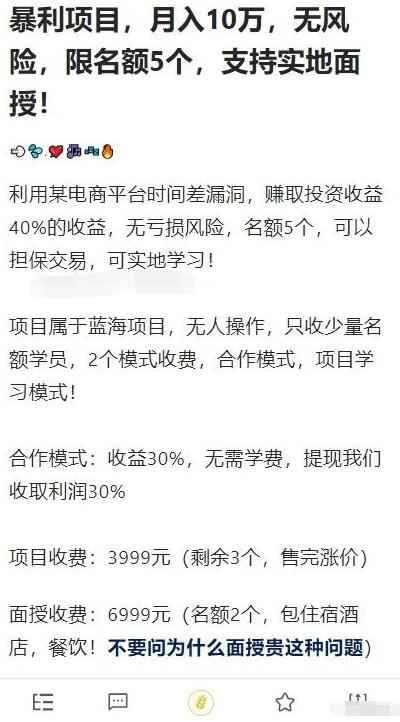 暴利项目，月入10万，无风
险，限名额5个，支持实地面
授！
利用某电商平台时间差漏洞，赚取投资收益
40%的收益，无亏损风险，名额5个，可以
担保交易，可实地学习！
项目属于蓝海项目，无人操作，只收少量名
额学员，2个模式收费，合作模式，项目学
习模式！
合作模式：收益30%，无需学费，提现我们
收取利润30%
项目收费：3999元（剩余3个，售完涨价）
面授收费：6999元（名额2个，包住宿酒
店，餐饮！不要问为什么面授贵这种问题）